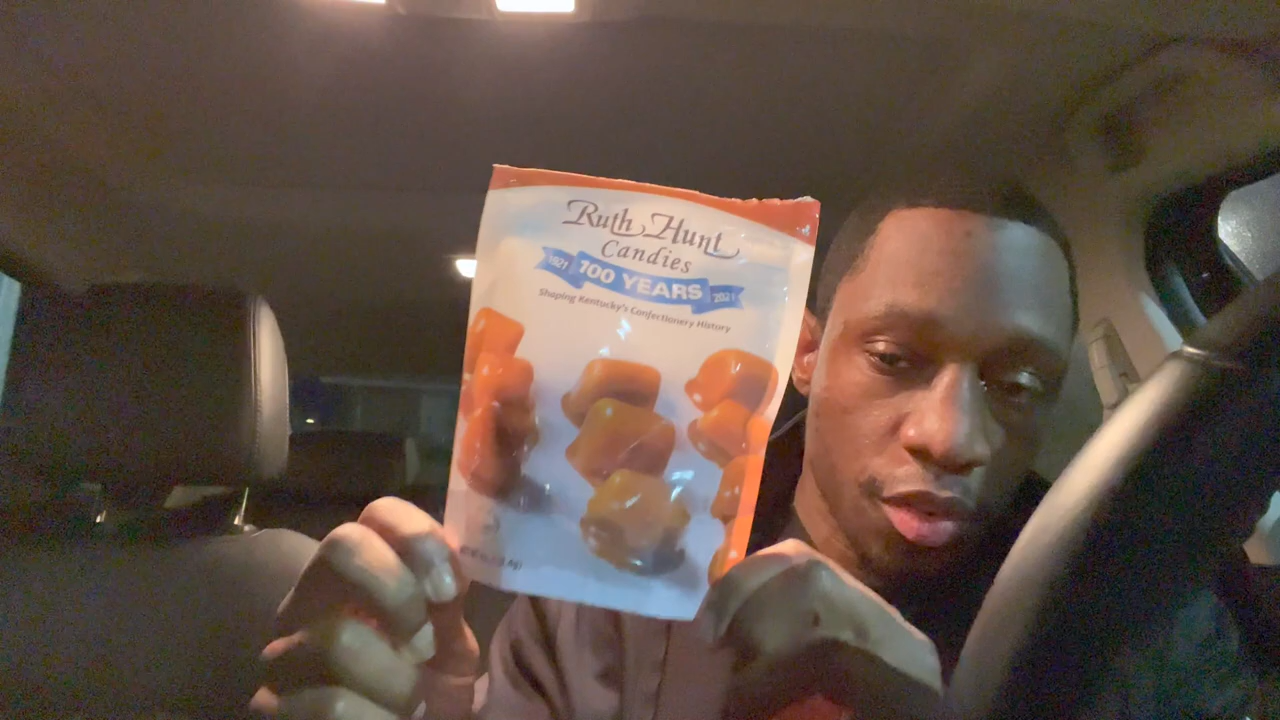 Ruth Hunt
Candies
1921 100 YEARS 2021
Shaping Kentucky's Confectionery History